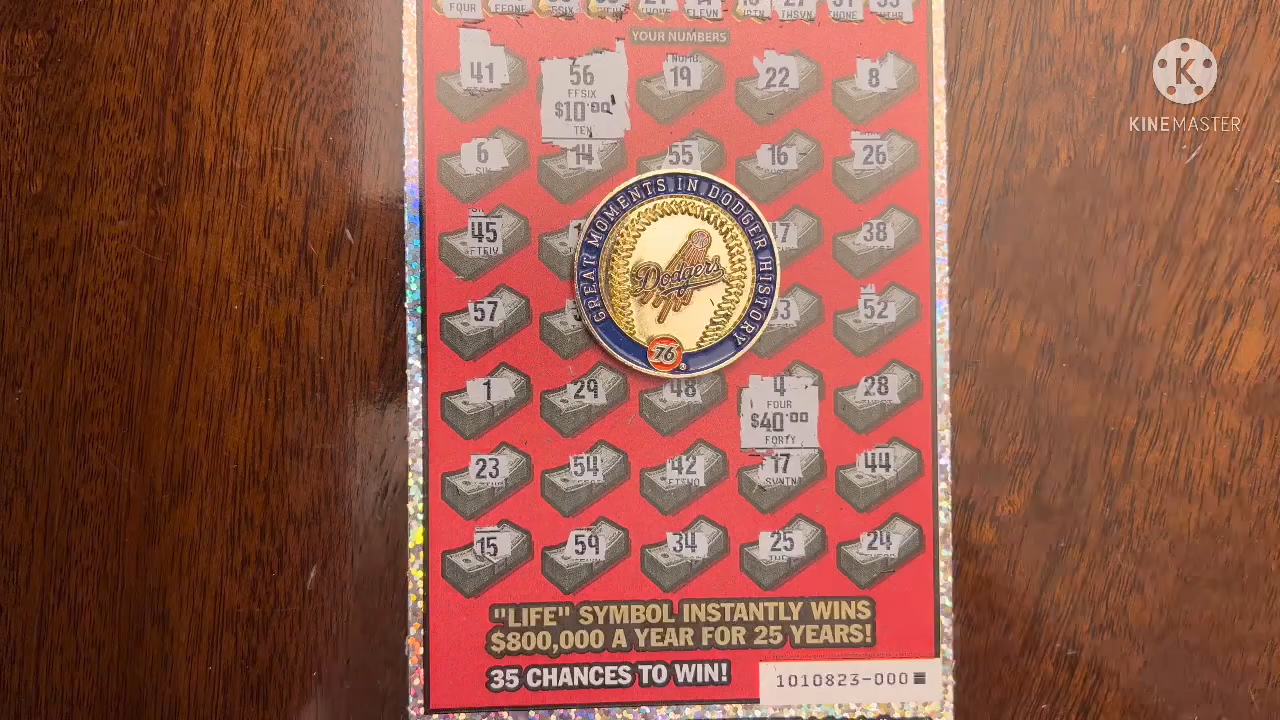 FOUR
YOUR NUMBERS
41 56 19 22 8
FFSIX
$10.00
TEN
6 14 55 16 26
45 38
57 52
GREAT MOMENTS IN DODGER HISTORY
Dodgers
76
1 29 48 4 28
FOUR
$40.00
FORTY
23 54 42 17 44
FTTWO SVNTN
15 59 34 25 24
"LIFE" SYMBOL INSTANTLY WINS
$800,000 A YEAR FOR 25 YEARS!
35 CHANCES TO WIN!
1010823-000
K
KINEMASTER